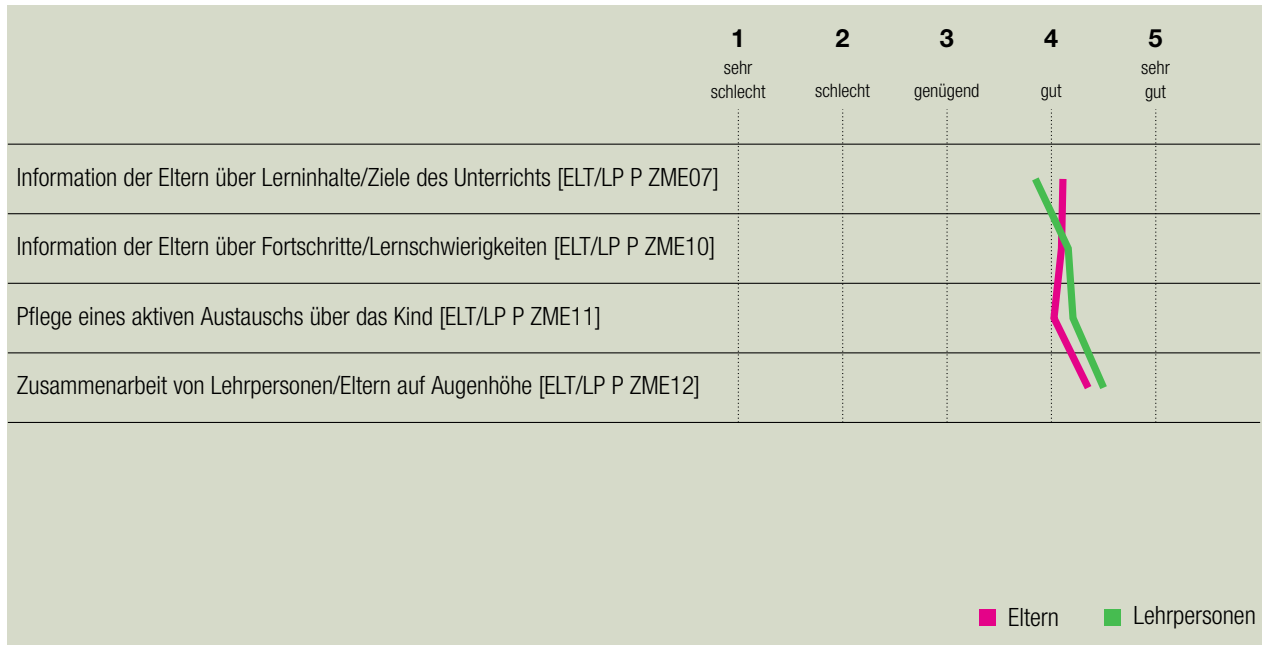 1 2 3 4 5
sehr schlecht schlecht genügend gut sehr gut
Information der Eltern über Lerninhalte/Ziele des Unterrichts [ELT/LP P ZME07]
Information der Eltern über Fortschritte/Lernschwierigkeiten [ELT/LP P ZME10]
Pflege eines aktiven Austauschs über das Kind [ELT/LP P ZME11]
Zusammenarbeit von Lehrpersonen/Eltern auf Augenhöhe [ELT/LP P ZME12]
Eltern Lehrpersonen